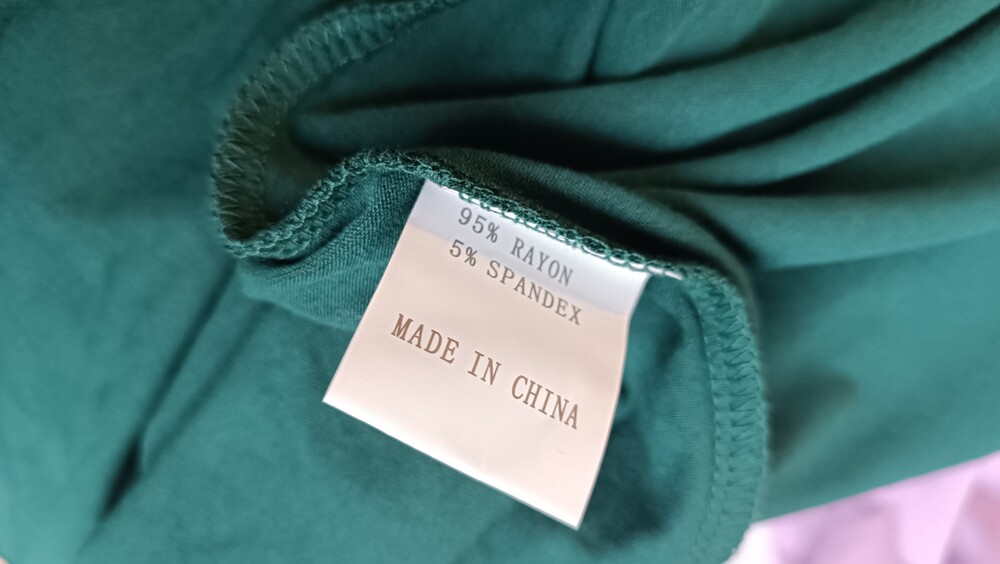 95% RAYON
5% SPANDEX
MADE IN CHINA